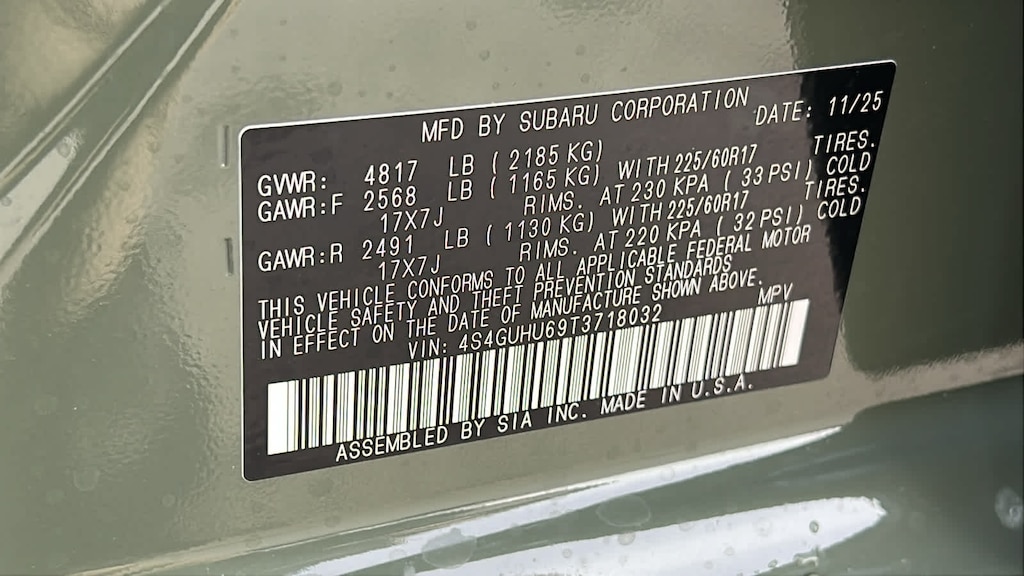 MFD BY SUBARU CORPORATION DATE: 11/25
GVWR: 4817 LB ( 2185 KG)
GAWR:F 2568 LB ( 1165 KG) WITH 225/60R17 TIRES.
17X7J RIMS. AT 230 KPA ( 33 PSI) COLD
GAWR:R 2491 LB ( 1130 KG) WITH 225/60R17 TIRES.
17X7J RIMS. AT 220 KPA ( 32 PSI) COLD
THIS VEHICLE CONFORMS TO ALL APPLICABLE FEDERAL MOTOR
VEHICLE SAFETY AND THEFT PREVENTION STANDARDS
IN EFFECT ON THE DATE OF MANUFACTURE SHOWN ABOVE.
VIN: 4S4GUHU69T3718032 MPV
ASSEMBLED BY SIA INC. MADE IN U.S.A.